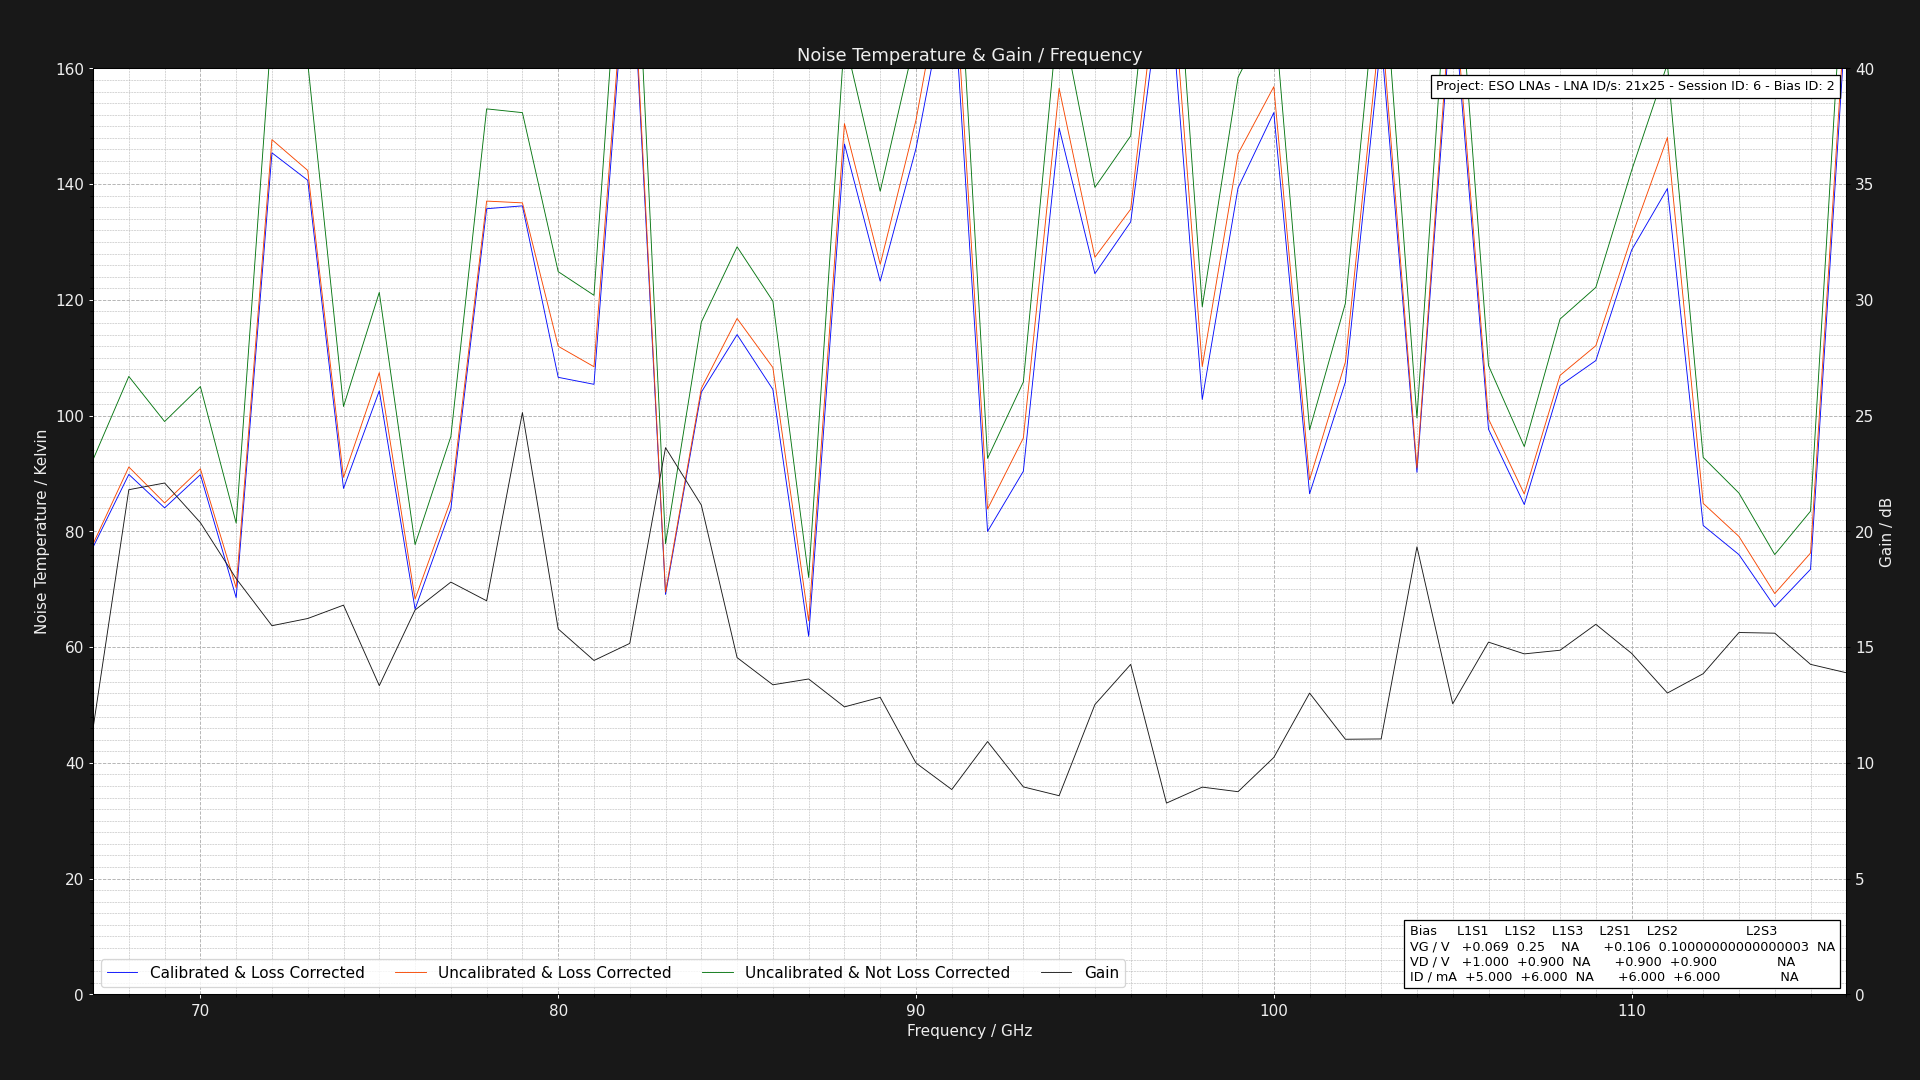 Noise Temperature & Gain / Frequency
Project: ESO LNAs - LNA ID/s: 21x25 - Session ID: 6 - Bias ID: 2
160
140
120
100
80
60
40
20
0
Noise Temperature / Kelvin
40
35
30
25
20
15
10
5
0
Gain / dB
Bias L1S1 L1S2 L1S3 L2S1 L2S2 L2S3
VG / V +0.069 0.25 NA +0.106 0.10000000000000003 NA
VD / V +1.000 +0.900 NA +0.900 +0.900 NA
ID / mA +5.000 +6.000 NA +6.000 +6.000 NA
Calibrated & Loss Corrected Uncalibrated & Loss Corrected Uncalibrated & Not Loss Corrected Gain
70 80 90 100 110
Frequency / GHz